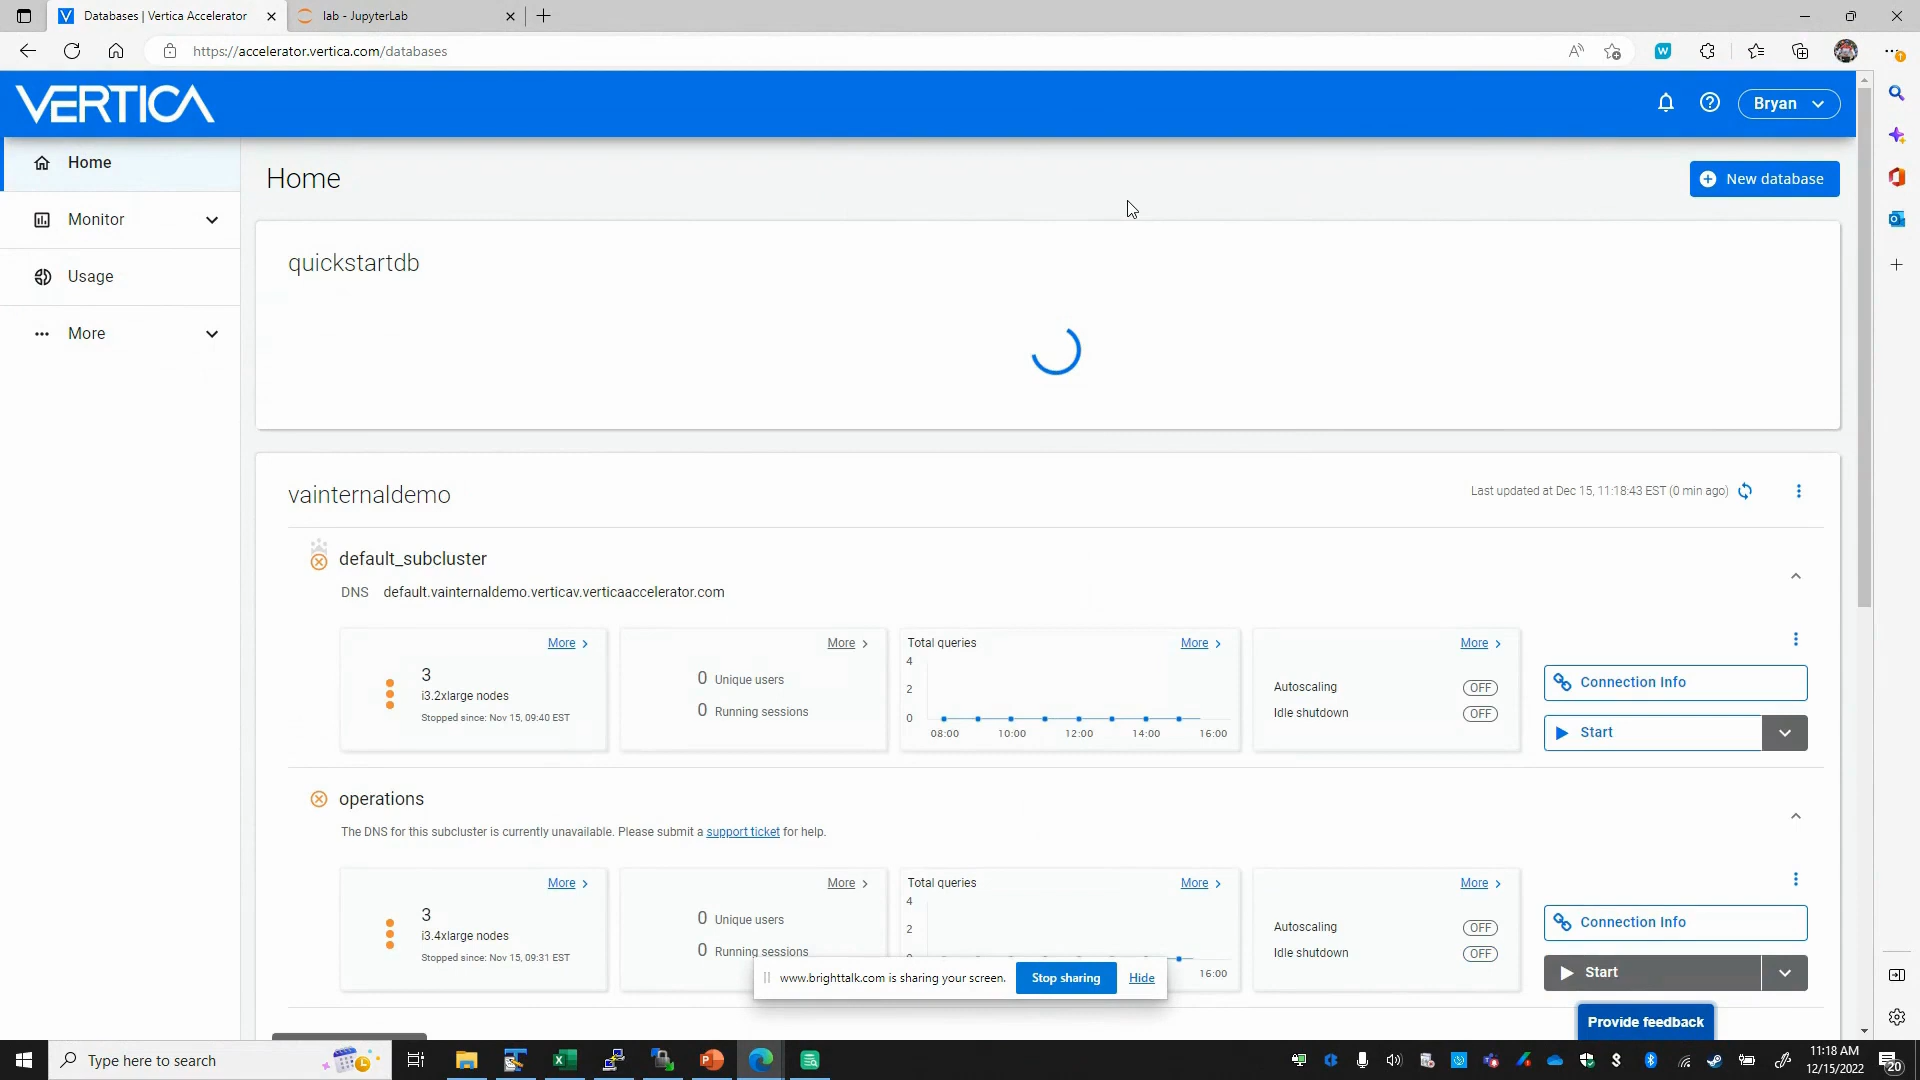 Databases | Vertica Accelerator
lab - JupyterLab
https://accelerator.vertica.com/databases
VERTICA
Bryan
Home
Monitor
Usage
More
Home
New database
quickstartdb
vainternaldemo
Last updated at Dec 15, 11:18:43 EST (0 min ago)
default_subcluster
DNS default.vainternaldemo.verticav.verticaaccelerator.com
More
3
i3.2xlarge nodes
Stopped since: Nov 15, 09:40 EST
More
0 Unique users
0 Running sessions
Total queries
More
4
2
0
08:00 10:00 12:00 14:00 16:00
More
Autoscaling OFF
Idle shutdown OFF
Connection Info
Start
operations
The DNS for this subcluster is currently unavailable. Please submit a support ticket for help.
More
3
i3.4xlarge nodes
Stopped since: Nov 15, 09:31 EST
More
0 Unique users
0 Running sessions
Total queries
More
4
2
16:00
More
Autoscaling OFF
Idle shutdown OFF
Connection Info
Start
www.brighttalk.com is sharing your screen.
Stop sharing
Hide
Provide feedback
Type here to search
11:18 AM
12/15/2022
20